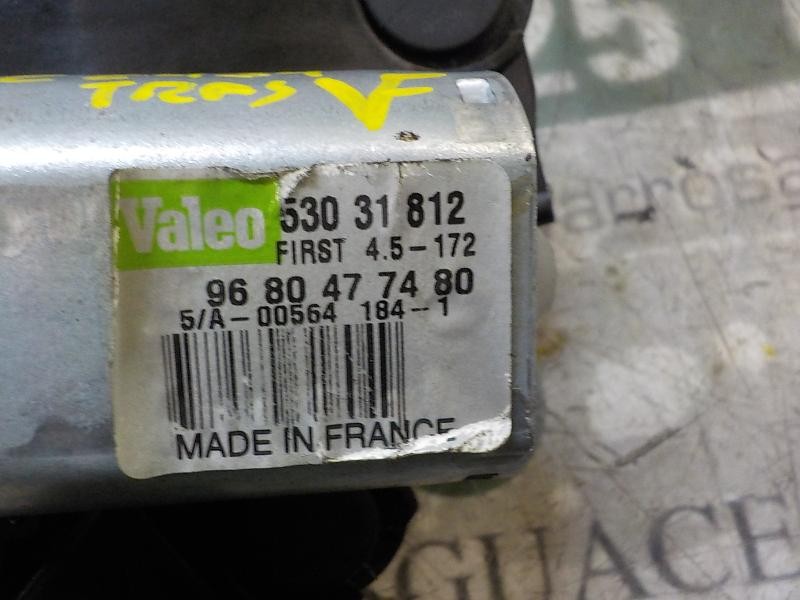 TRAS
Valeo 530 31 812
FIRST 4.5-172
96 80 47 74 80
5/A-00564 184-1
MADE IN FRANCE
25
GUACE